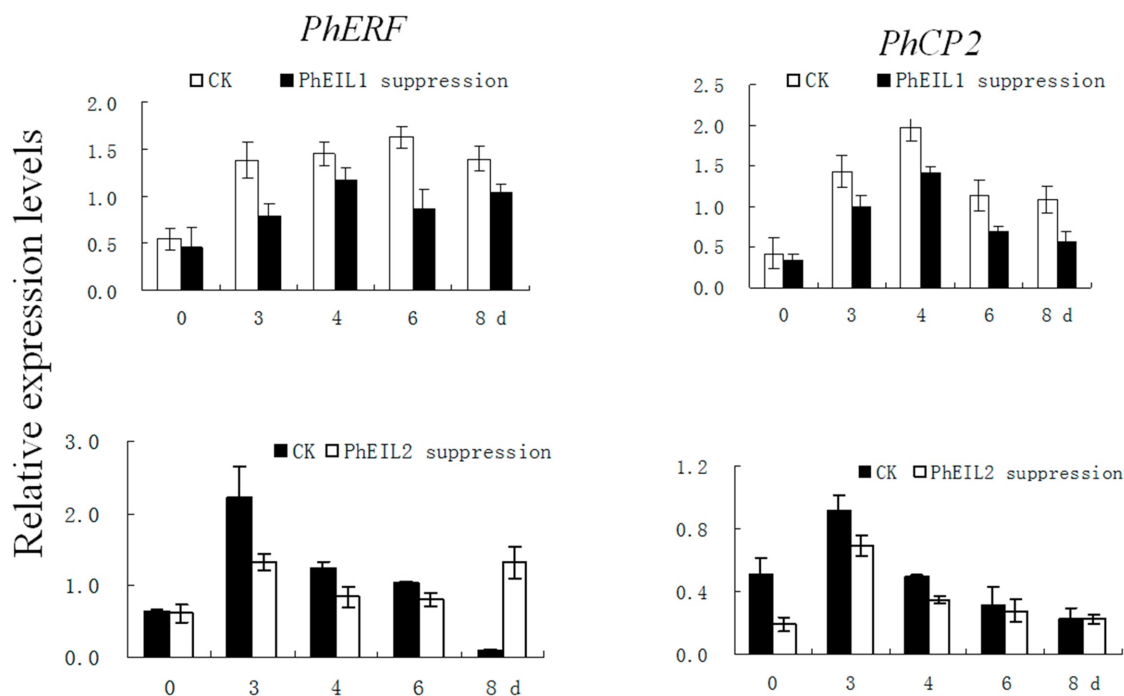 PhERF
PhCP2
CK PhEIL1 suppression
CK PhEIL1 suppression
Relative expression levels
2.0
1.5
1.0
0.5
0.0
0 3 4 6 8 d
2.5
2.0
1.5
1.0
0.5
0.0
0 3 4 6 8 d
CK PhEIL2 suppression
3.0
2.0
1.0
0.0
0 3 4 6 8 d
CK PhEIL2 suppression
1.2
0.8
0.4
0.0
0 3 4 6 8 d